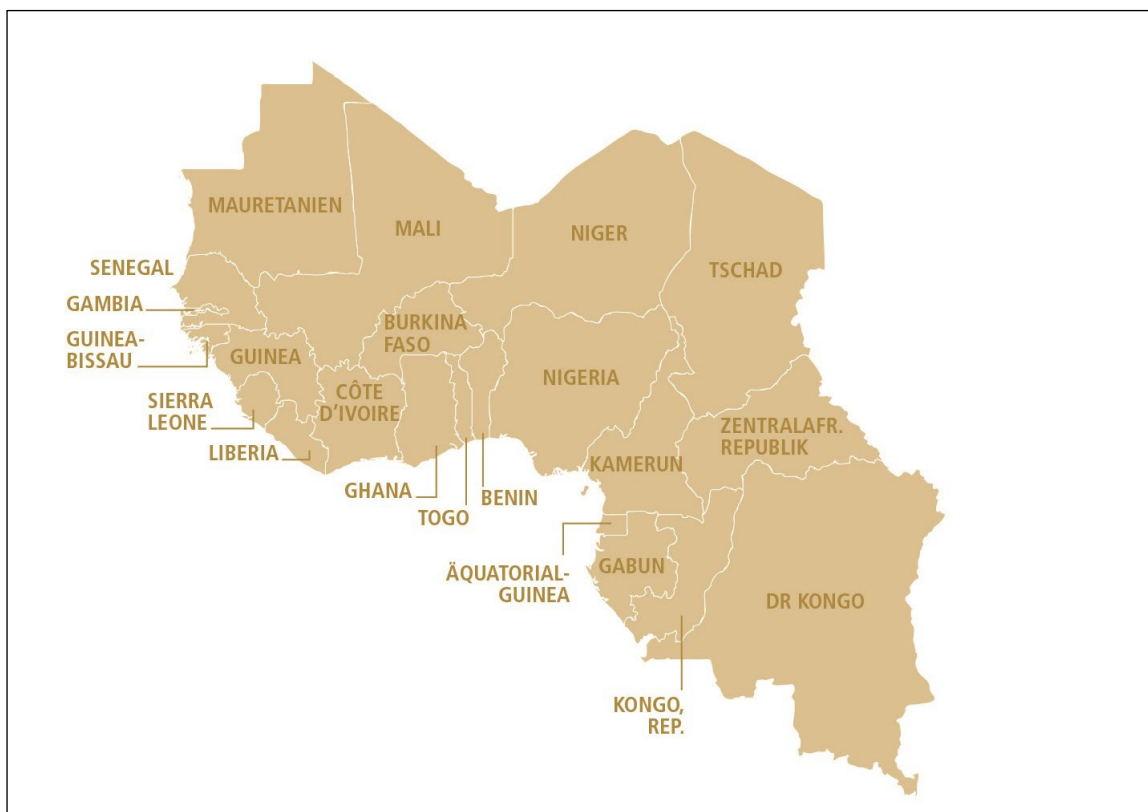 MAURETANIEN
MALI
NIGER
TSCHAD
SENEGAL
GAMBIA
GUINEA-
BISSAU
GUINEA
BURKINA
FASO
NIGERIA
SIERRA
LEONE
CÔTE
D'IVOIRE
LIBERIA
GHANA
TOGO
BENIN
KAMERUN
ZENTRALAFR.
REPUBLIK
ÄQUATORIAL-
GUINEA
GABUN
DR KONGO
KONGO,
REP.